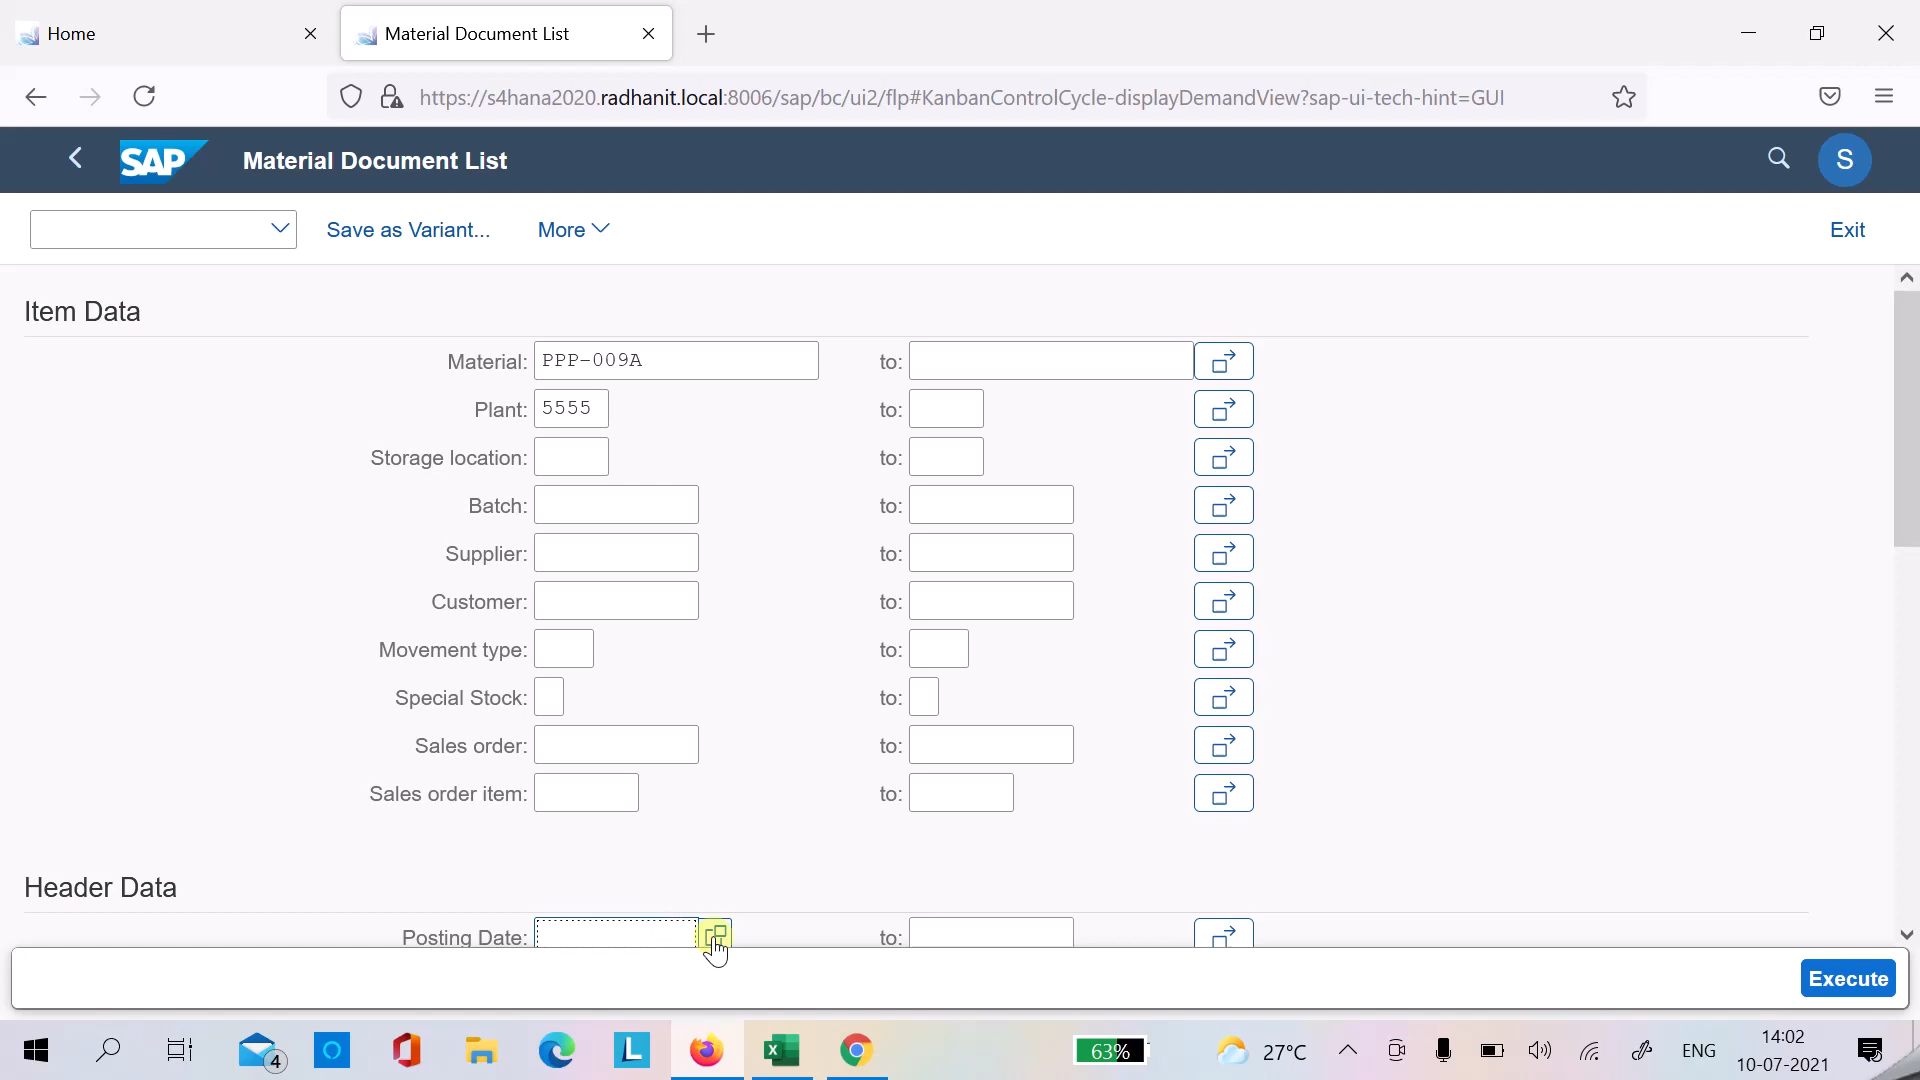 Home
Material Document List
https://s4hana2020.radhanit.local:8006/sap/bc/ui2/flp#KanbanControlCycle-displayDemandView?sap-ui-tech-hint=GUI
SAP
Material Document List
S
Save as Variant...
More
Exit
Item Data
Material: PPP-009A to:
Plant: 5555 to:
Storage location: to:
Batch: to:
Supplier: to:
Customer: to:
Movement type: to:
Special Stock: to:
Sales order: to:
Sales order item: to:
Header Data
Posting Date: to:
Execute
4
L
63%
27°C
ENG
14:02
10-07-2021